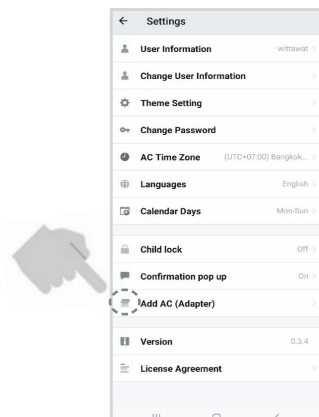 Settings
User Information wittawat
Change User Information
Theme Setting
Change Password
AC Time Zone (UTC+07:00) Bangkok...
Languages English
Calendar Days Mon-Sun
Child lock Off
Confirmation pop up On
Add AC (Adapter)
Version 0.3.4
License Agreement